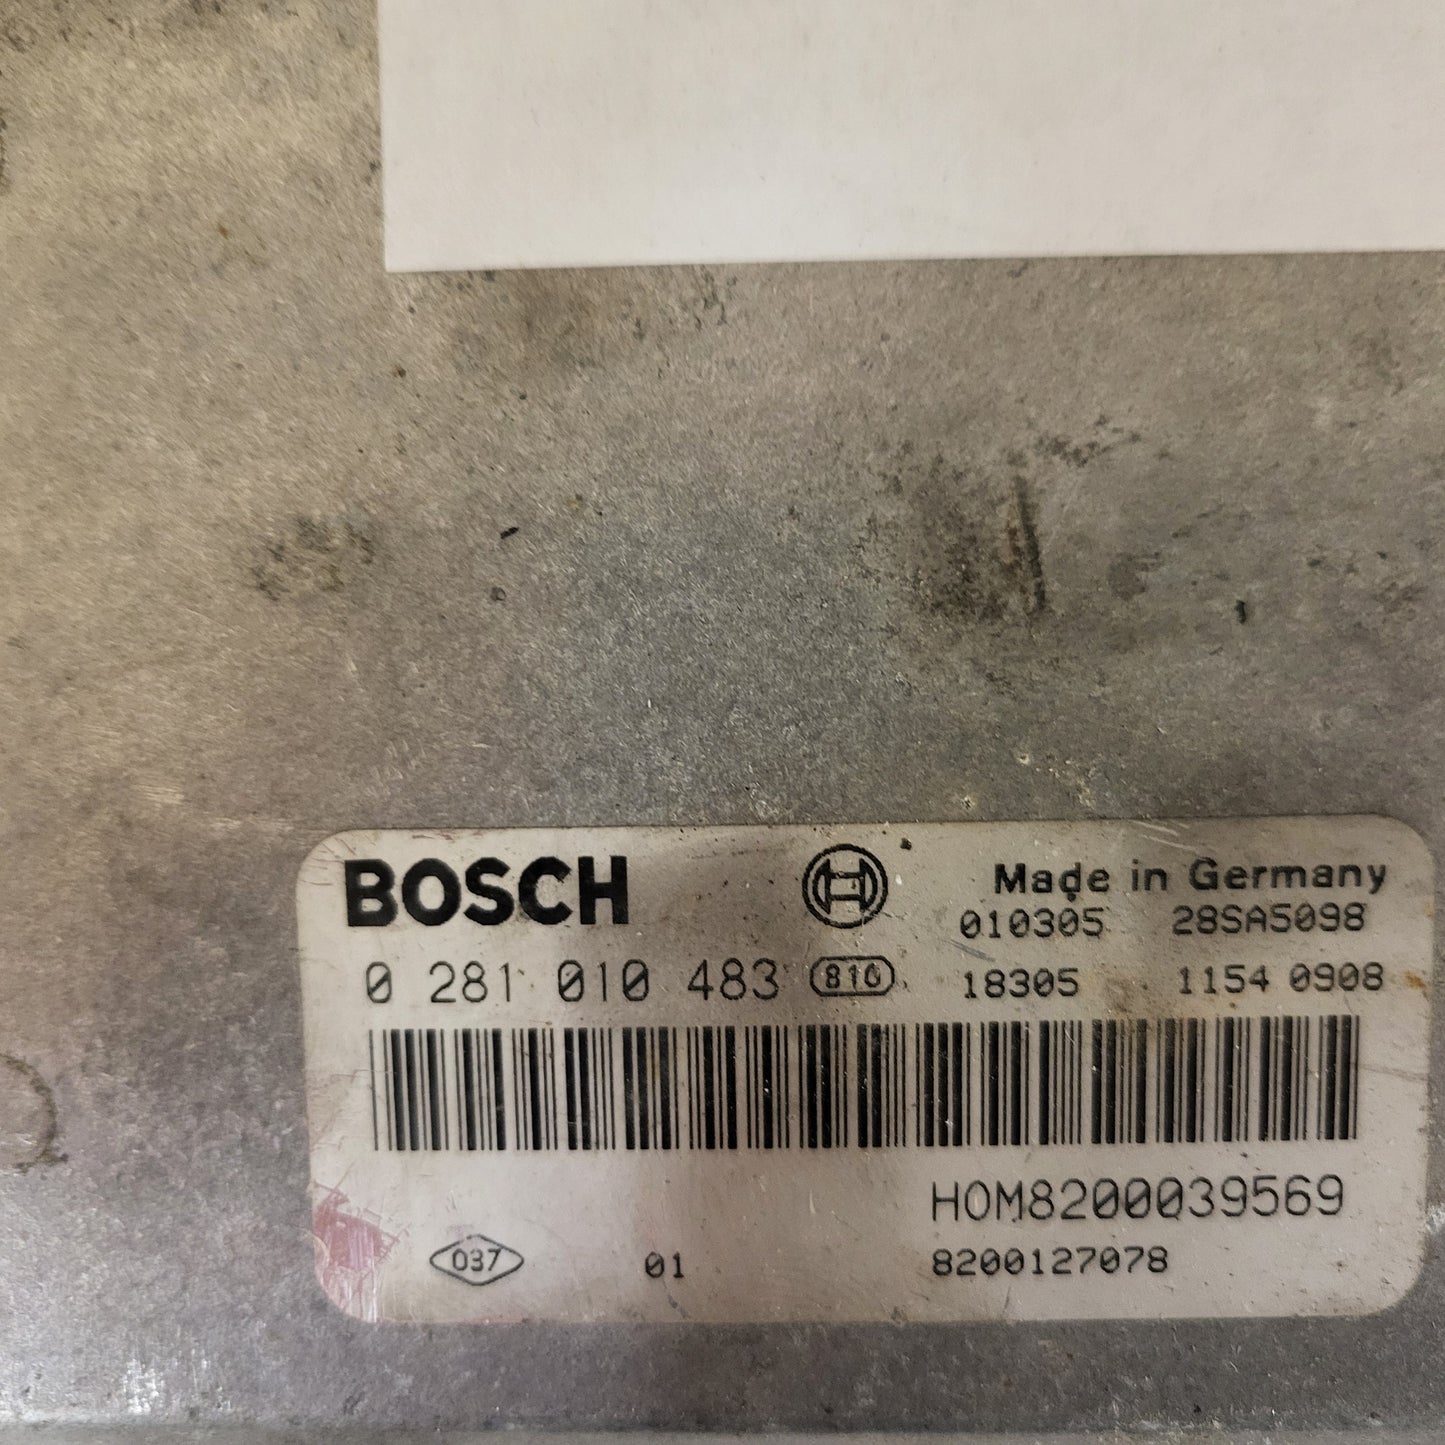 BOSCH
Made in Germany
010305 28SA5098
0 281 010 483 816 18305 1154 0908
HOM8200039569
037 01 8200127078